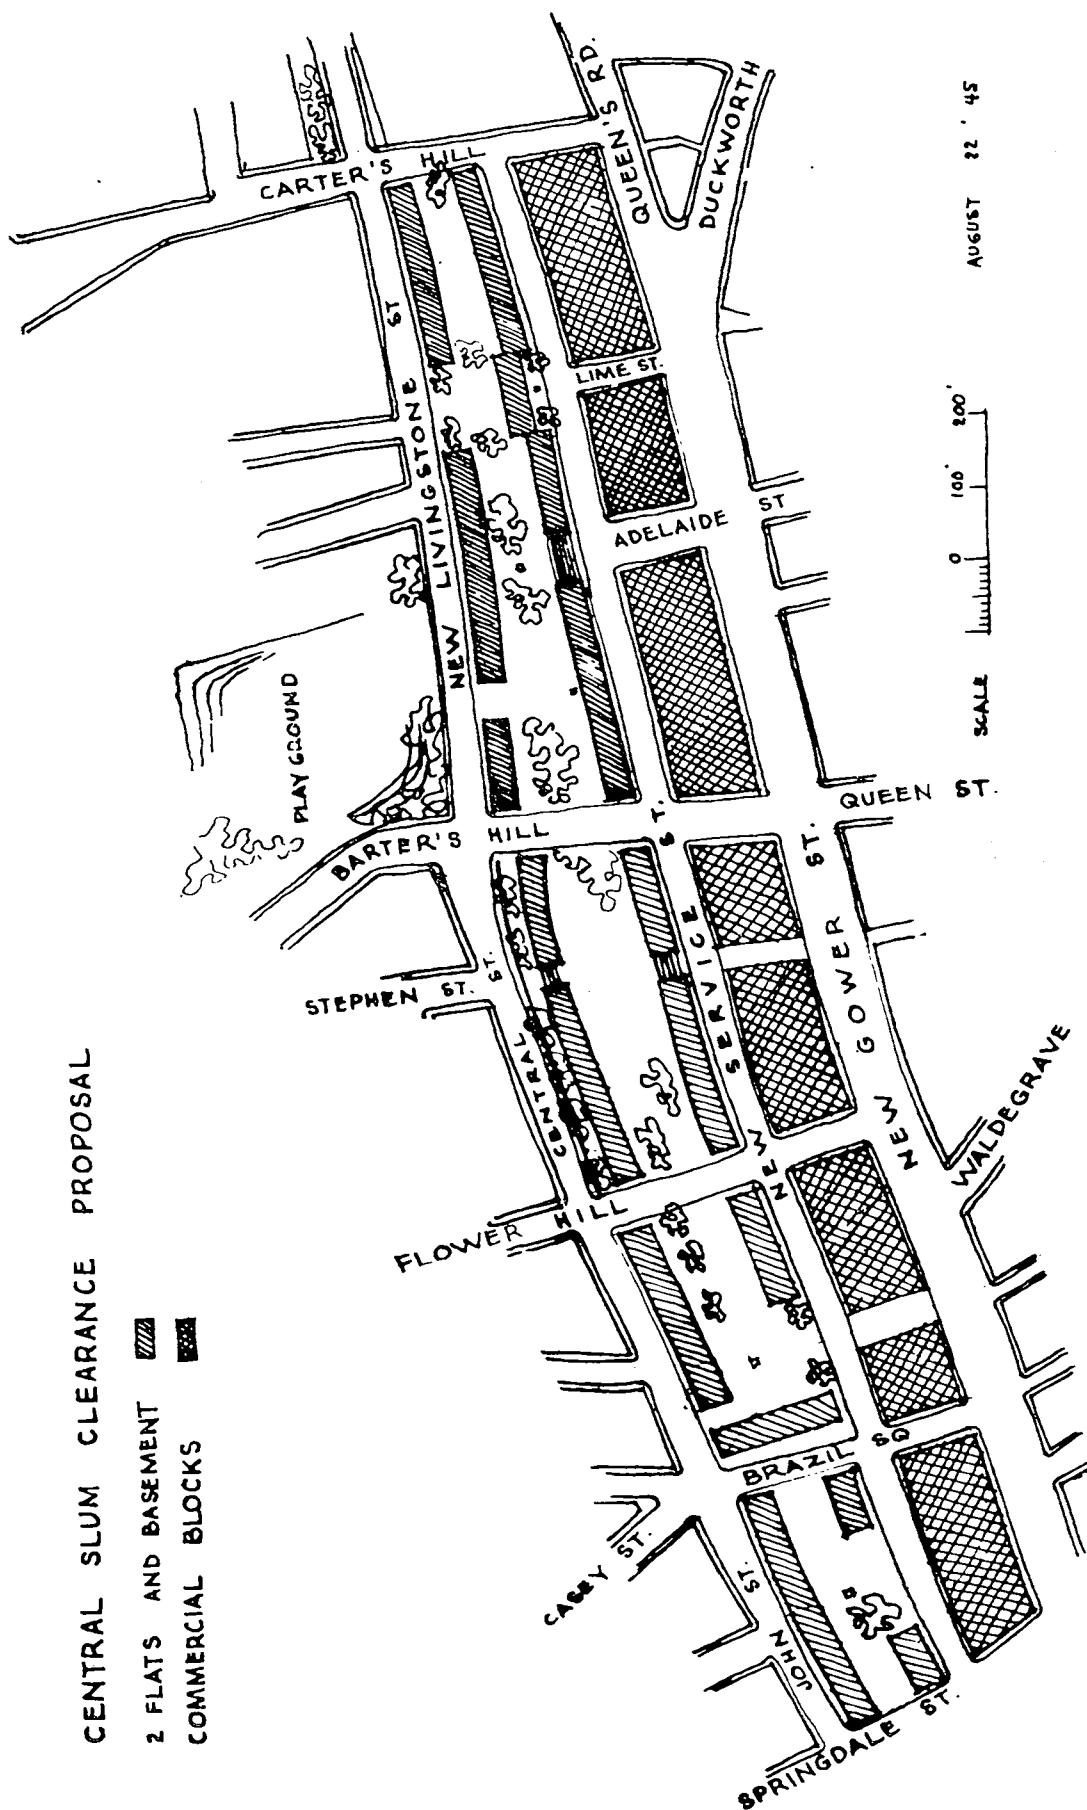 CENTRAL SLUM CLEARANCE PROPOSAL
2 FLATS AND BASEMENT
COMMERCIAL BLOCKS
CARTER'S HILL
QUEEN'S RD.
DUCKWORTH
NEW LIVINGSTONE ST
LIME ST.
ADELAIDE ST
PLAYGROUND
BARTER'S HILL
QUEEN ST.
STEPHEN ST.
CENTRAL ST.
NEW SERVICE ST.
NEW GOWER ST.
FLOWER HILL
WALDEGRAVE
BRAZIL SQ
CASEY ST.
JOHN ST.
SPRINGDALE ST.
SCALE 0 100' 200'
AUGUST 22 ' 45